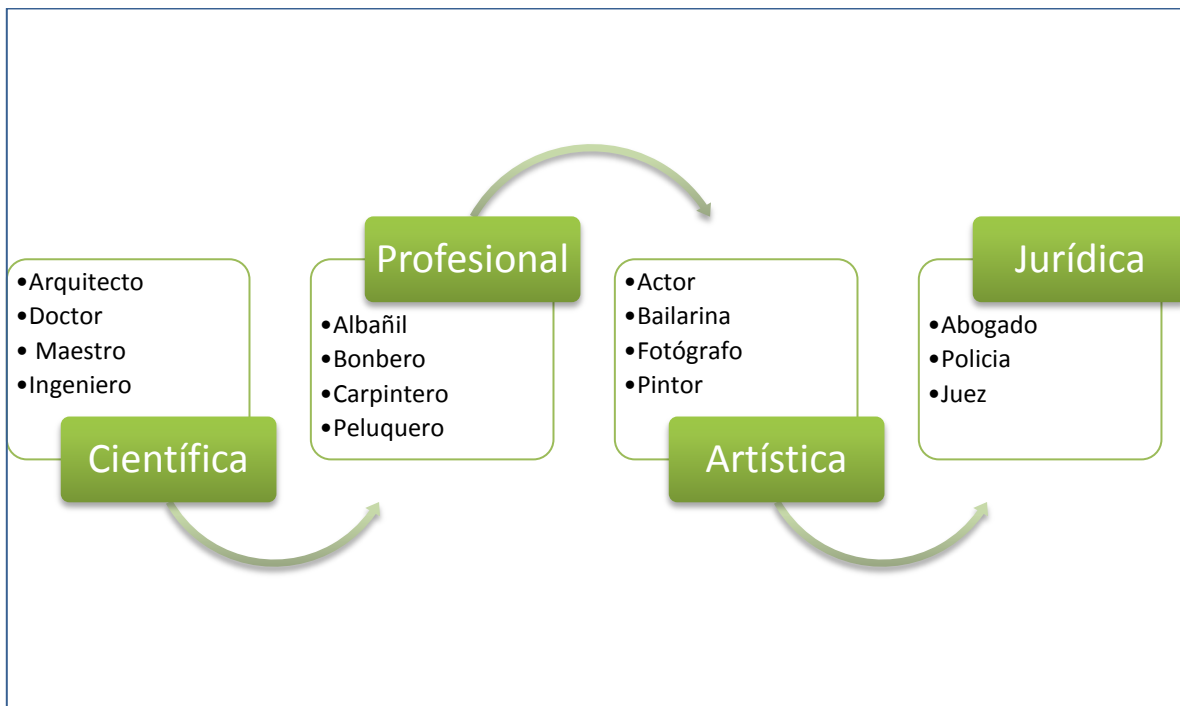 •Arquitecto
•Doctor
• Maestro
•Ingeniero
Científica
Profesional
•Albañil
•Bonbero
•Carpintero
•Peluquero
•Actor
•Bailarina
•Fotógrafo
•Pintor
Artística
Jurídica
•Abogado
•Policia
•Juez